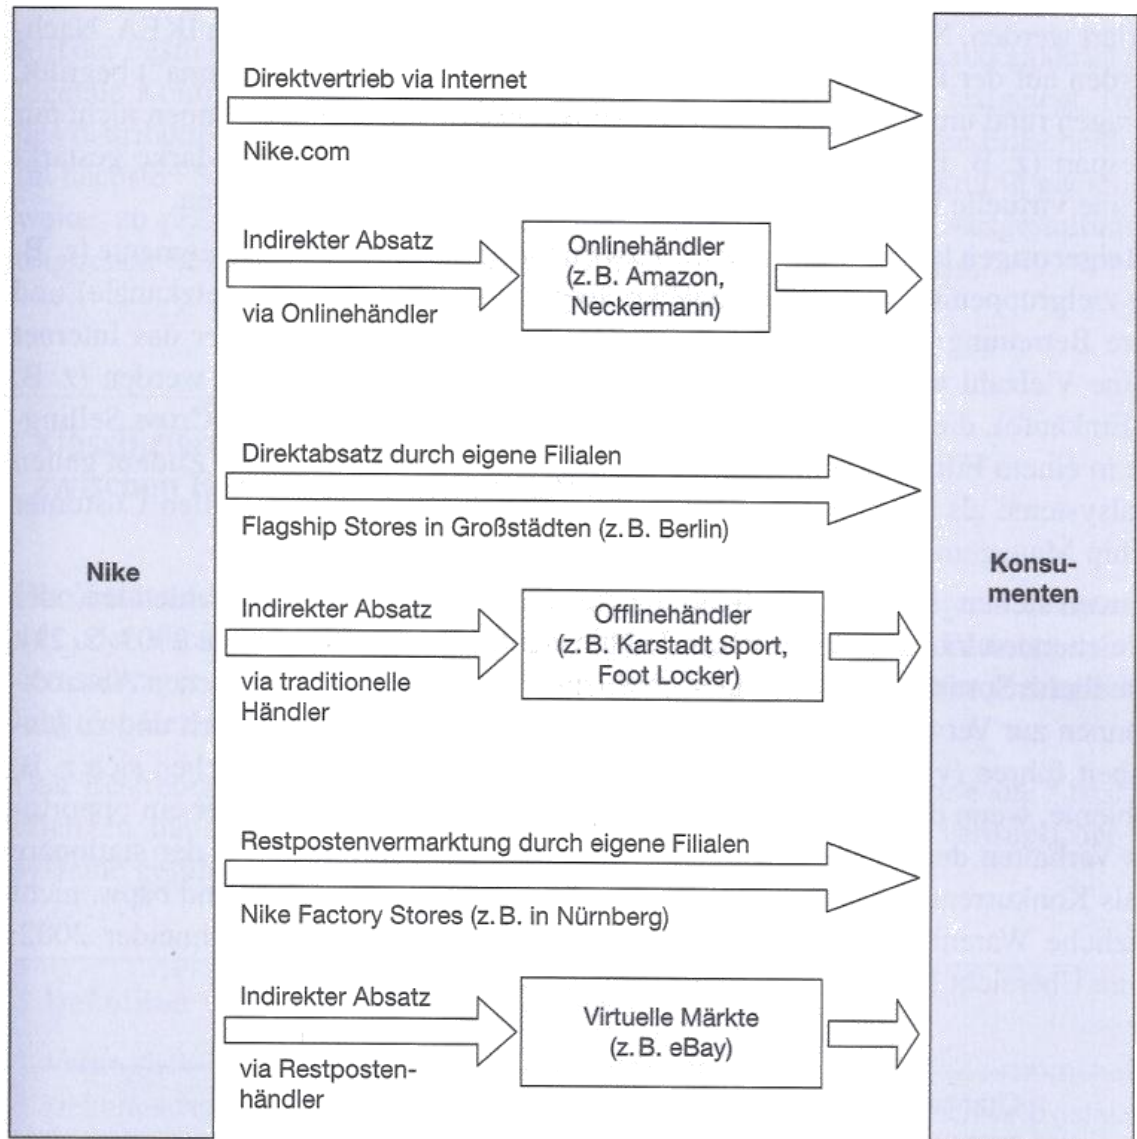 Direktvertrieb via Internet
Nike.com
Indirekter Absatz
via Onlinehändler
Onlinehändler
(z. B. Amazon,
Neckermann)
Direktabsatz durch eigene Filialen
Flagship Stores in Großstädten (z. B. Berlin)
Nike
Konsu-
menten
Indirekter Absatz
via traditionelle
Händler
Offlinehändler
(z. B. Karstadt Sport,
Foot Locker)
Restpostenvermarktung durch eigene Filialen
Nike Factory Stores (z. B. in Nürnberg)
Indirekter Absatz
via Restposten-
händler
Virtuelle Märkte
(z. B. eBay)